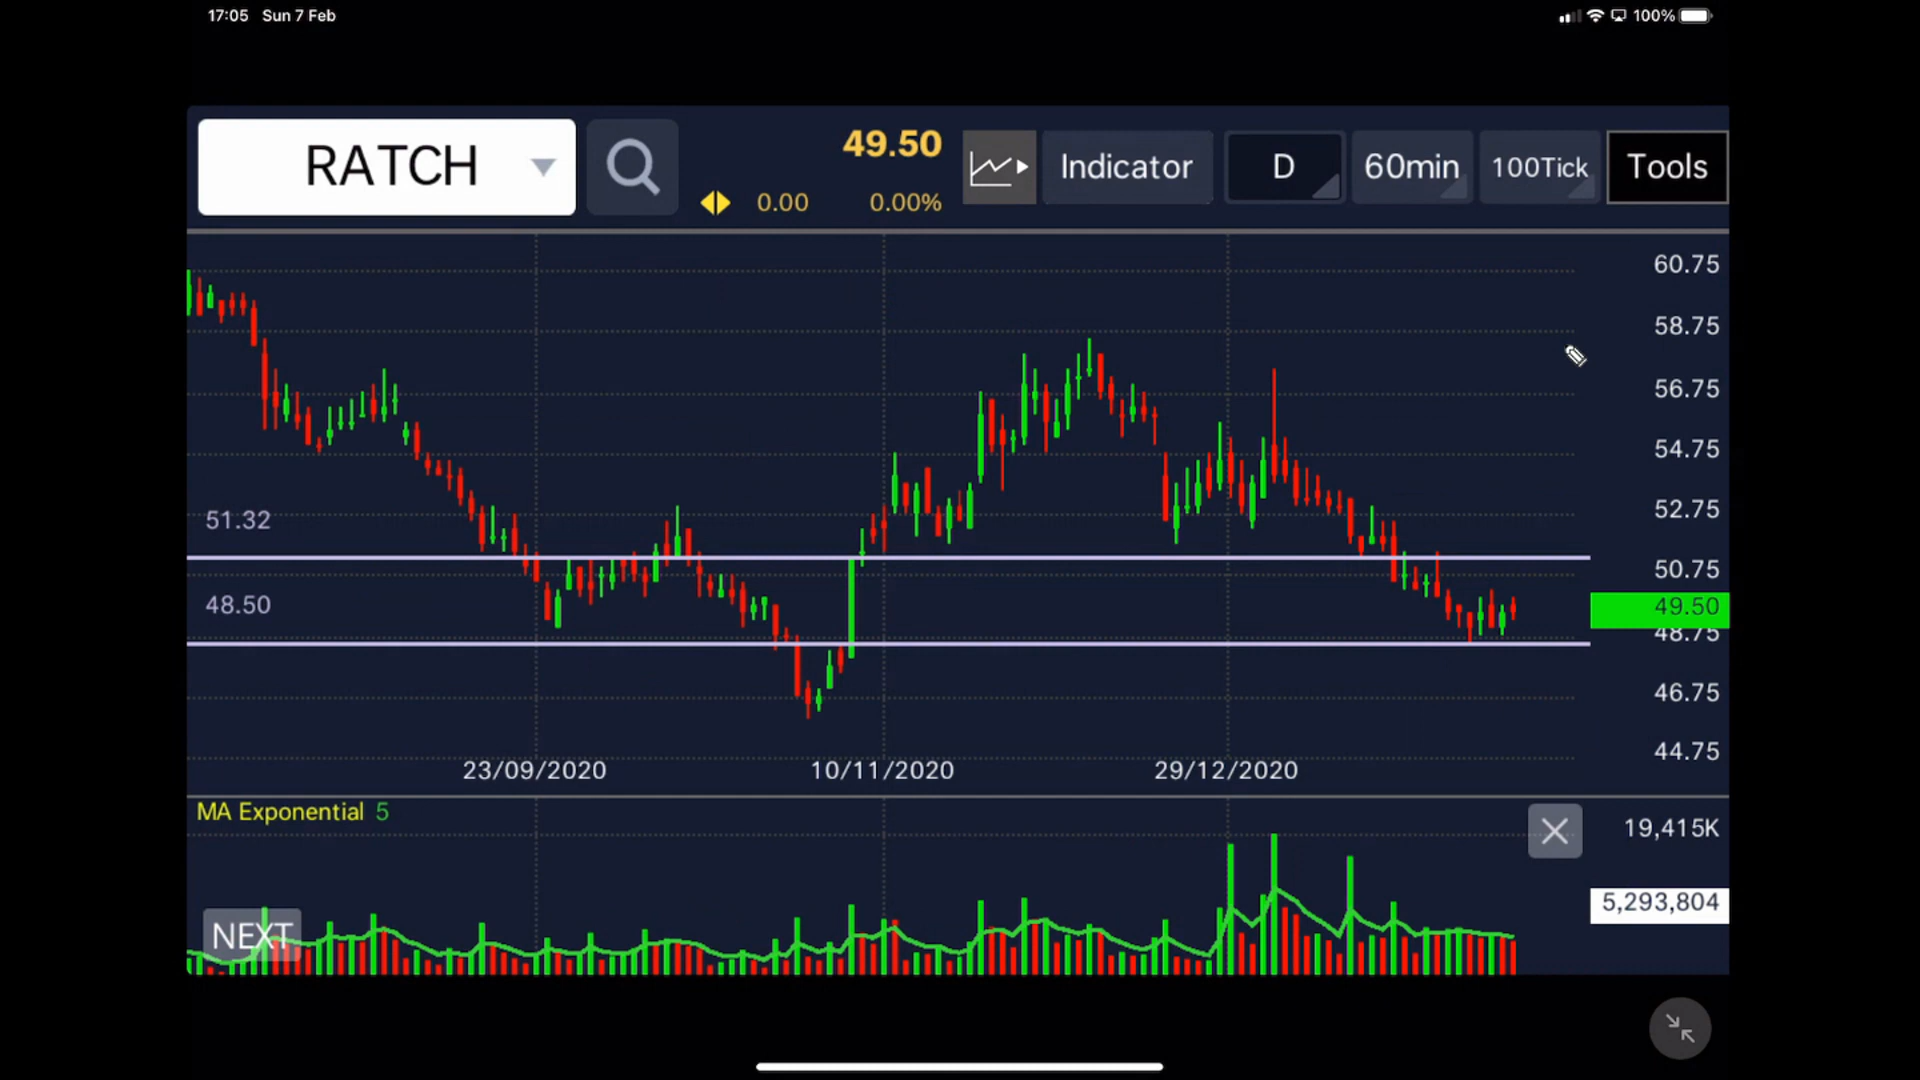 17:05 Sun 7 Feb
100%
RATCH
49.50
0.00 0.00%
Indicator
D
60min
100Tick
Tools
60.75
58.75
56.75
54.75
51.32
52.75
50.75
48.50
49.50
48.75
46.75
44.75
23/09/2020 10/11/2020 29/12/2020
MA Exponential 5
19,415K
5,293,804
NEXT